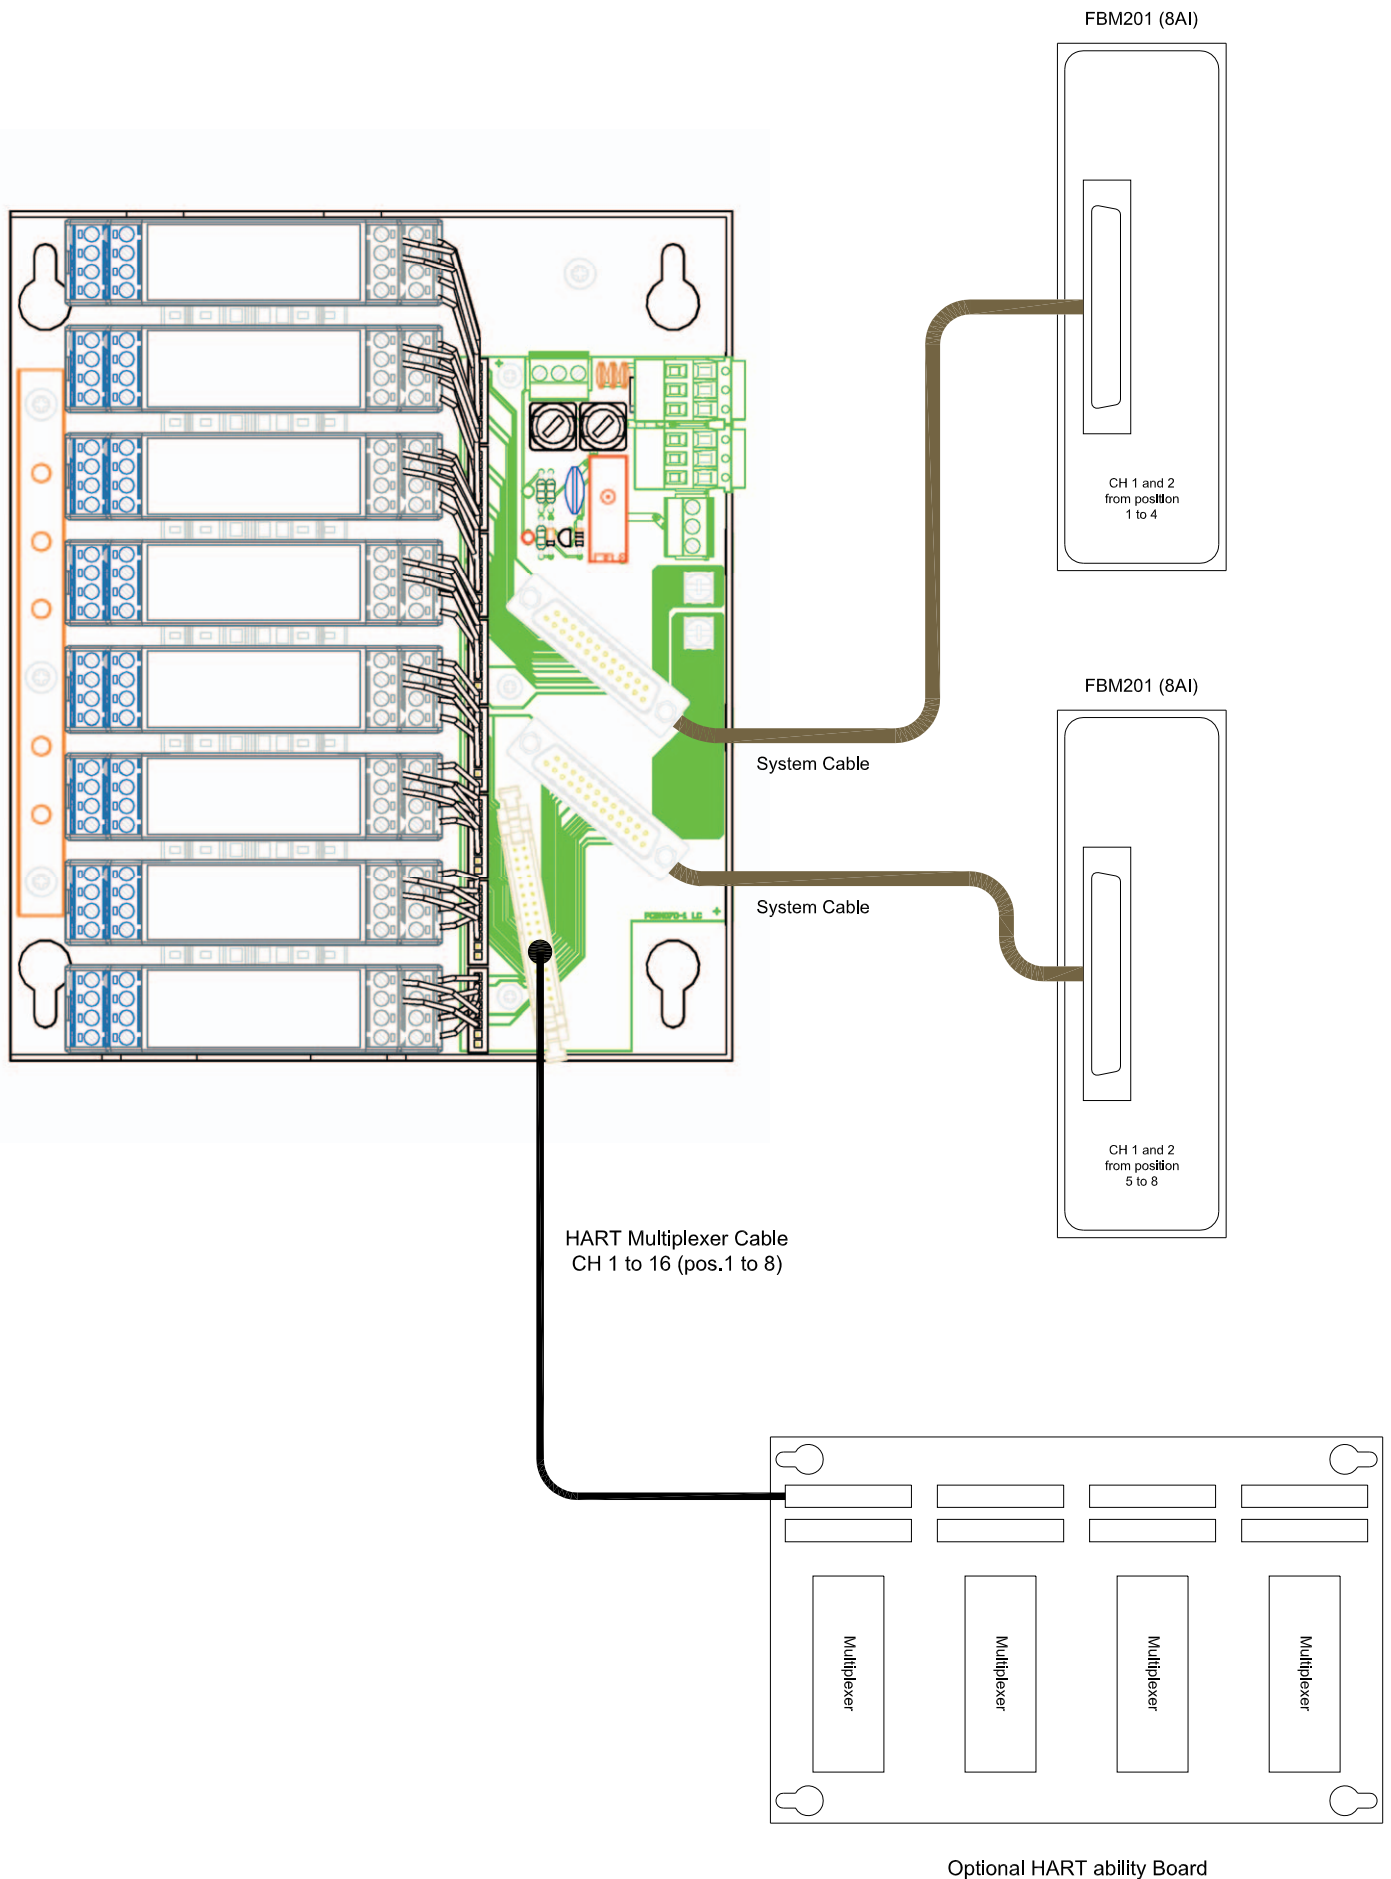 FBM201 (8AI)
CH 1 and 2
from position
1 to 4
System Cable
FBM201 (8AI)
System Cable
CH 1 and 2
from position
5 to 8
HART Multiplexer Cable
CH 1 to 16 (pos.1 to 8)
Multiplexer
Multiplexer
Multiplexer
Multiplexer
Optional HART ability Board